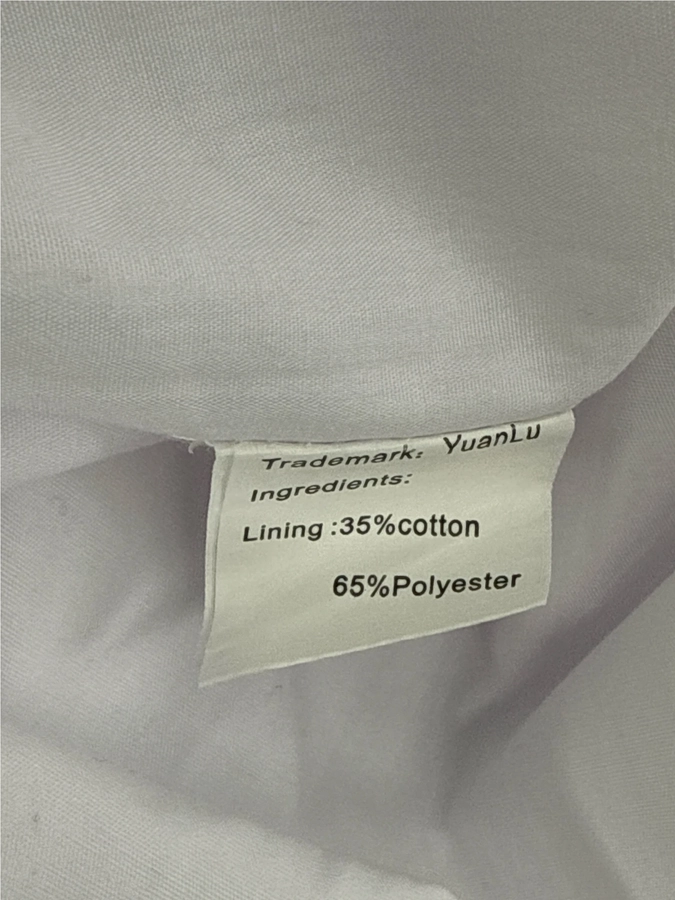 Trademark: YuanLu
Ingredients:
Lining :35%cotton
65%Polyester